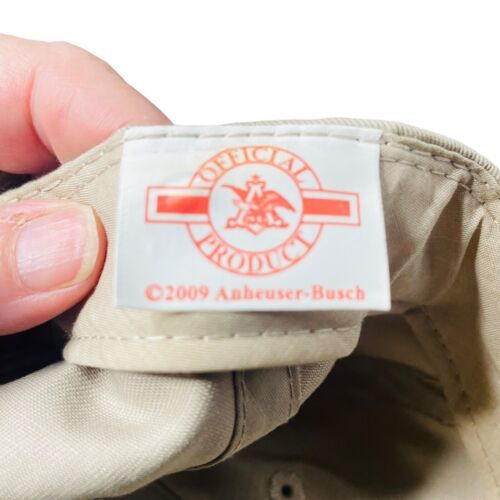 OFFICIAL
PRODUCT
©2009 Anheuser-Busch